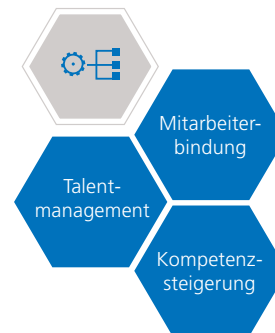 Mitarbeiter-
bindung
Talent-
management
Kompetenz-
steigerung